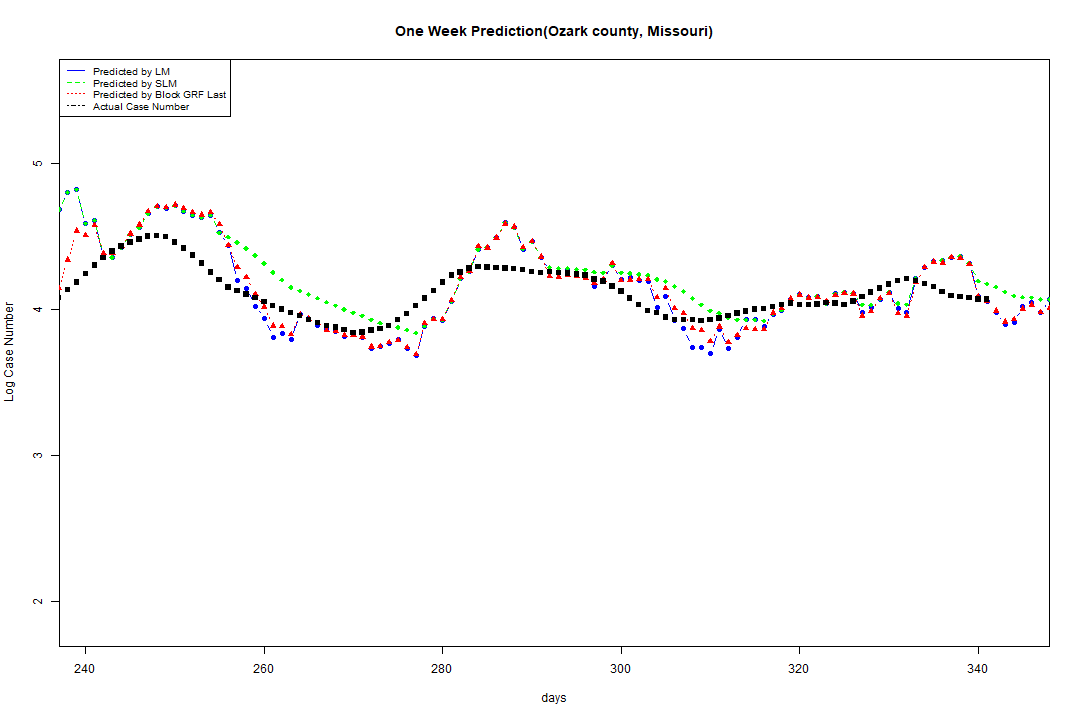 One Week Prediction(Ozark county, Missouri)
Predicted by LM
Predicted by SLM
Predicted by Block GRF Last
Actual Case Number
5
4
3
2
Log Case Number
240 260 280 300 320 340
days